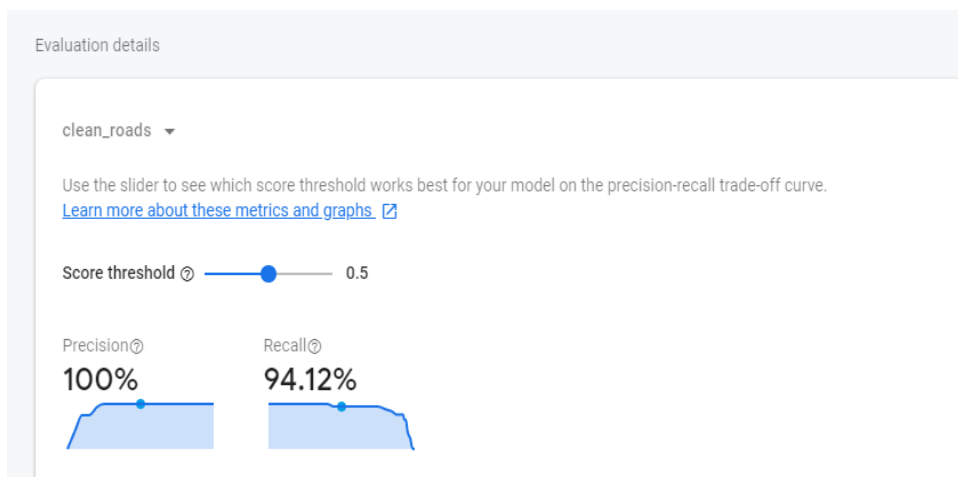 Evaluation details
clean_roads
Use the slider to see which score threshold works best for your model on the precision-recall trade-off curve.
Learn more about these metrics and graphs
Score threshold 0.5
Precision Recall
100% 94.12%